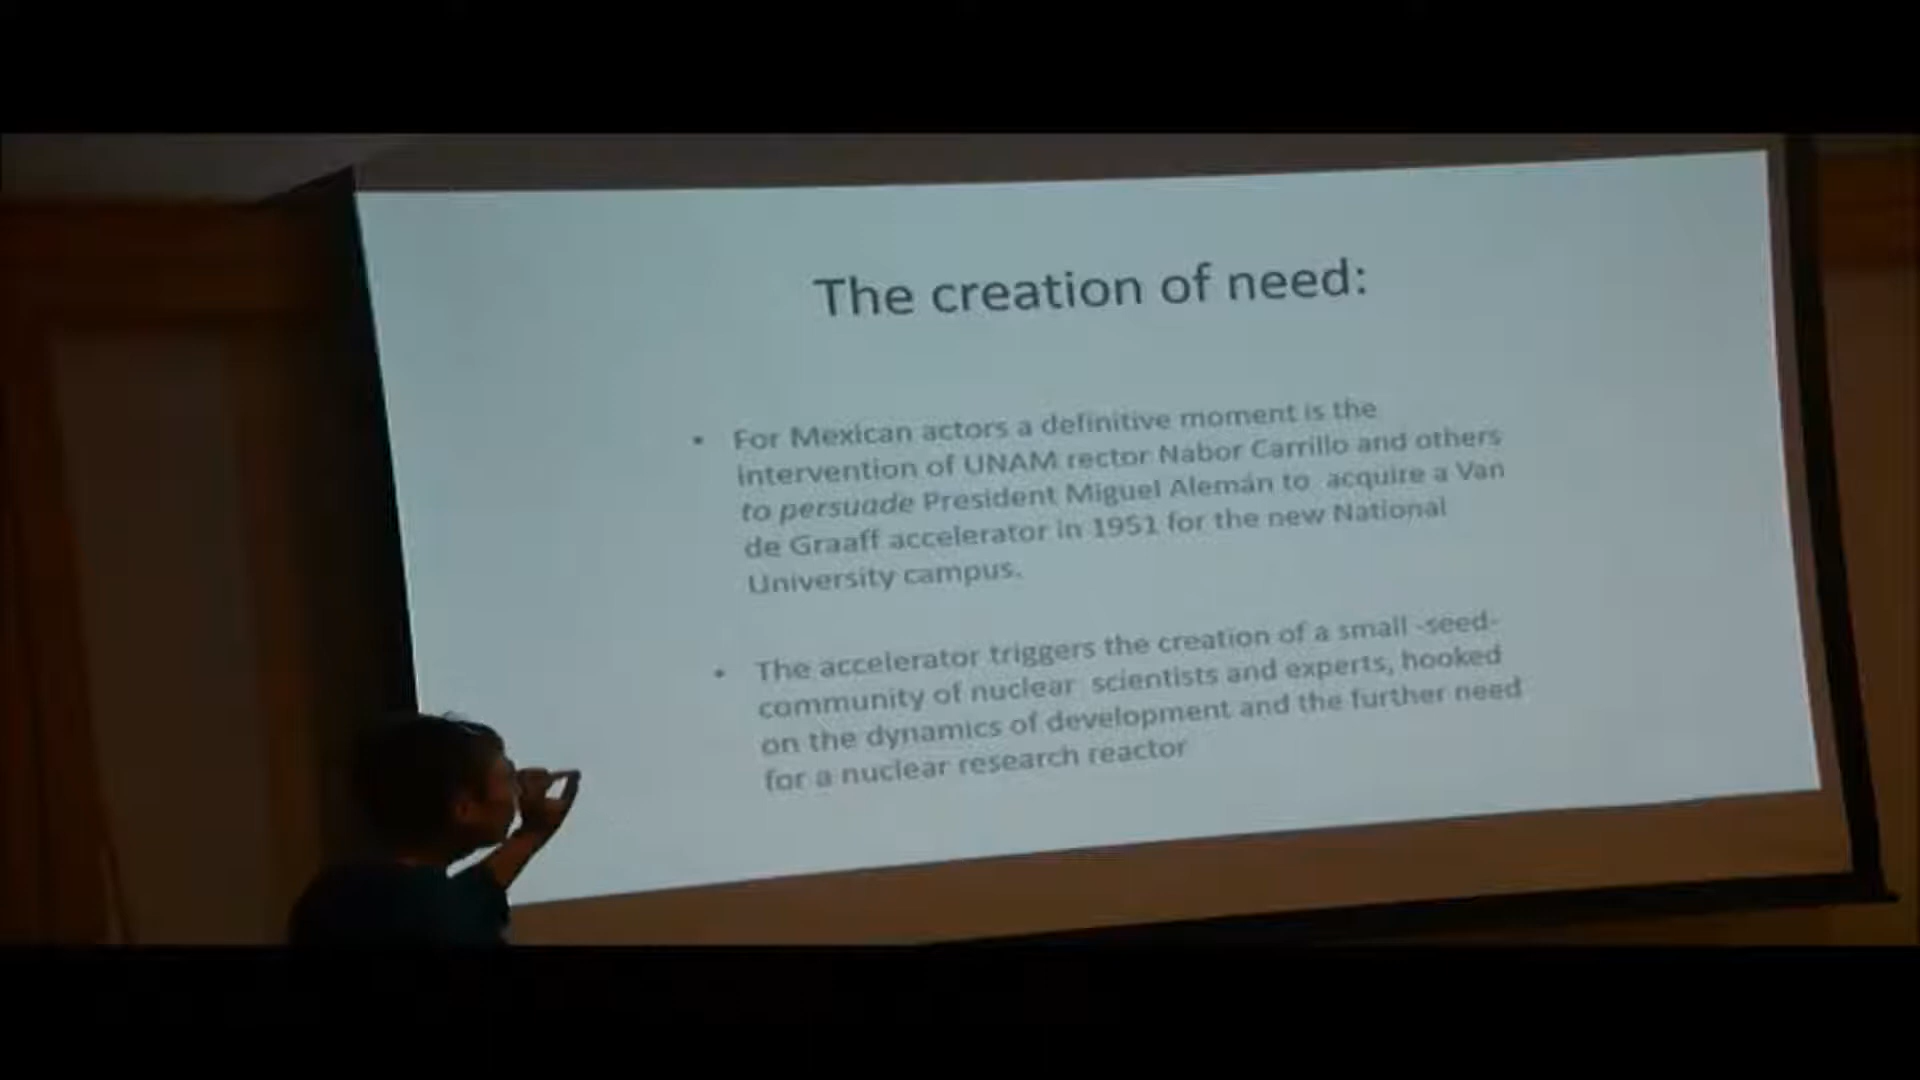 The creation of need:
• For Mexican actors a definitive moment is the
intervention of UNAM rector Nabor Carrillo and others
to persuade President Miguel Alemán to acquire a Van
de Graaff accelerator in 1951 for the new National
University campus.
• The accelerator triggers the creation of a small -seed-
community of nuclear scientists and experts, hooked
on the dynamics of development and the further need
for a nuclear research reactor